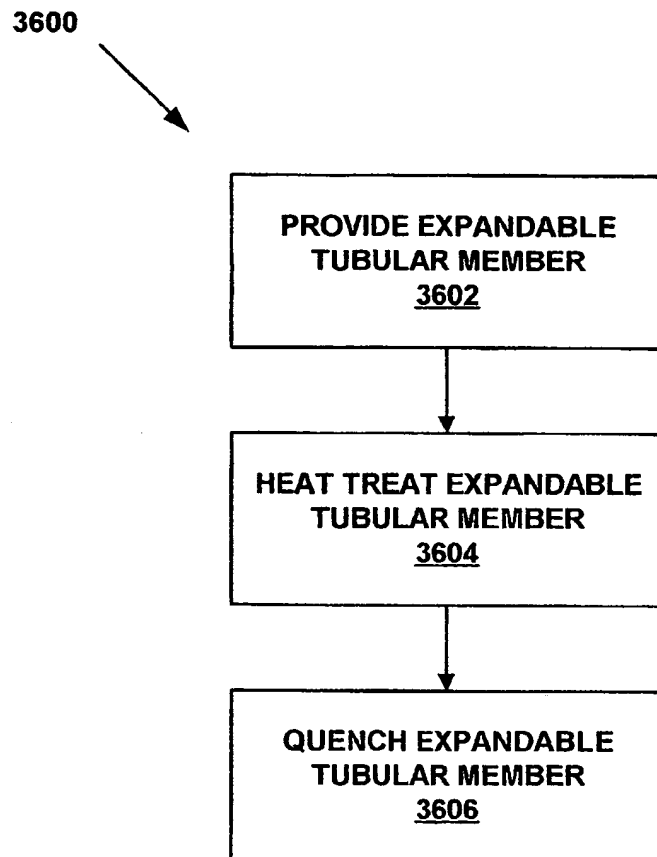 3600
PROVIDE EXPANDABLE
TUBULAR MEMBER
3602
HEAT TREAT EXPANDABLE
TUBULAR MEMBER
3604
QUENCH EXPANDABLE
TUBULAR MEMBER
3606